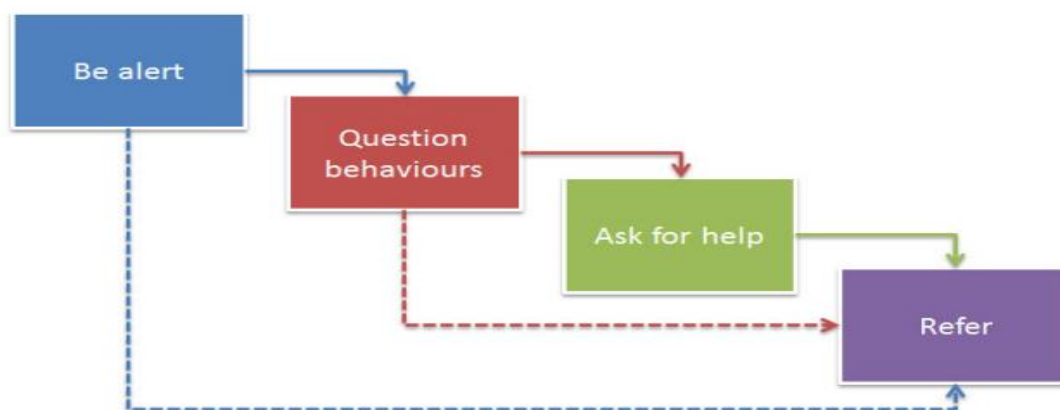 Be alert
Question
behaviours
Ask for help
Refer